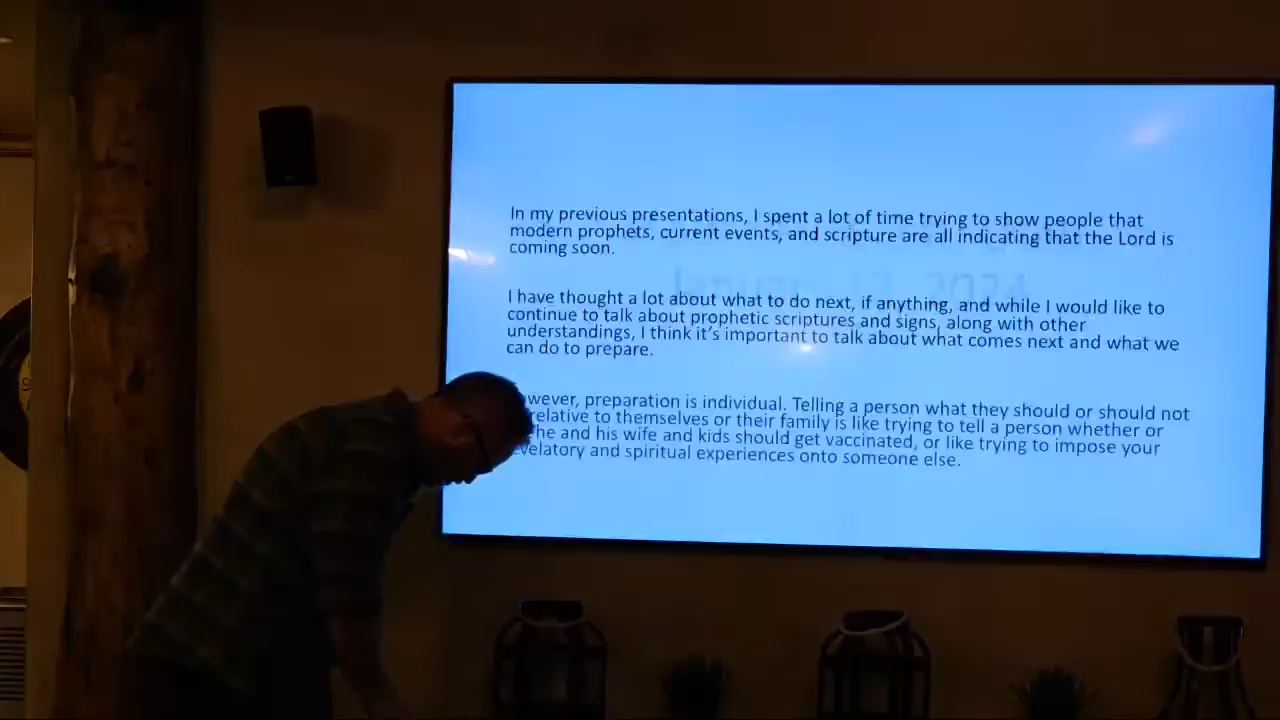 In my previous presentations, I spent a lot of time trying to show people that
modern prophets, current events, and scripture are all indicating that the Lord is
coming soon.
January 2024
I have thought a lot about what to do next, if anything, and while I would like to
continue to talk about prophetic scriptures and signs, along with other
understandings, I think it's important to talk about what comes next and what we
can do to prepare.
wever, preparation is individual. Telling a person what they should or should not
relative to themselves or their family is like trying to tell a person whether or
he and his wife and kids should get vaccinated, or like trying to impose your
velatory and spiritual experiences onto someone else.